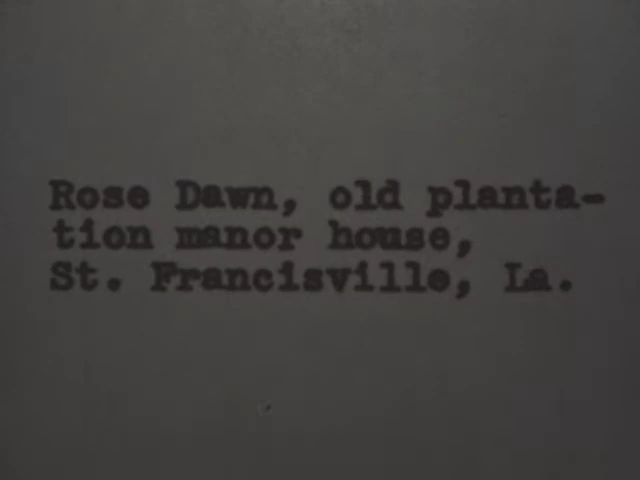 Rose Dawn, old planta-
tion manor house,
St. Francisville, La.